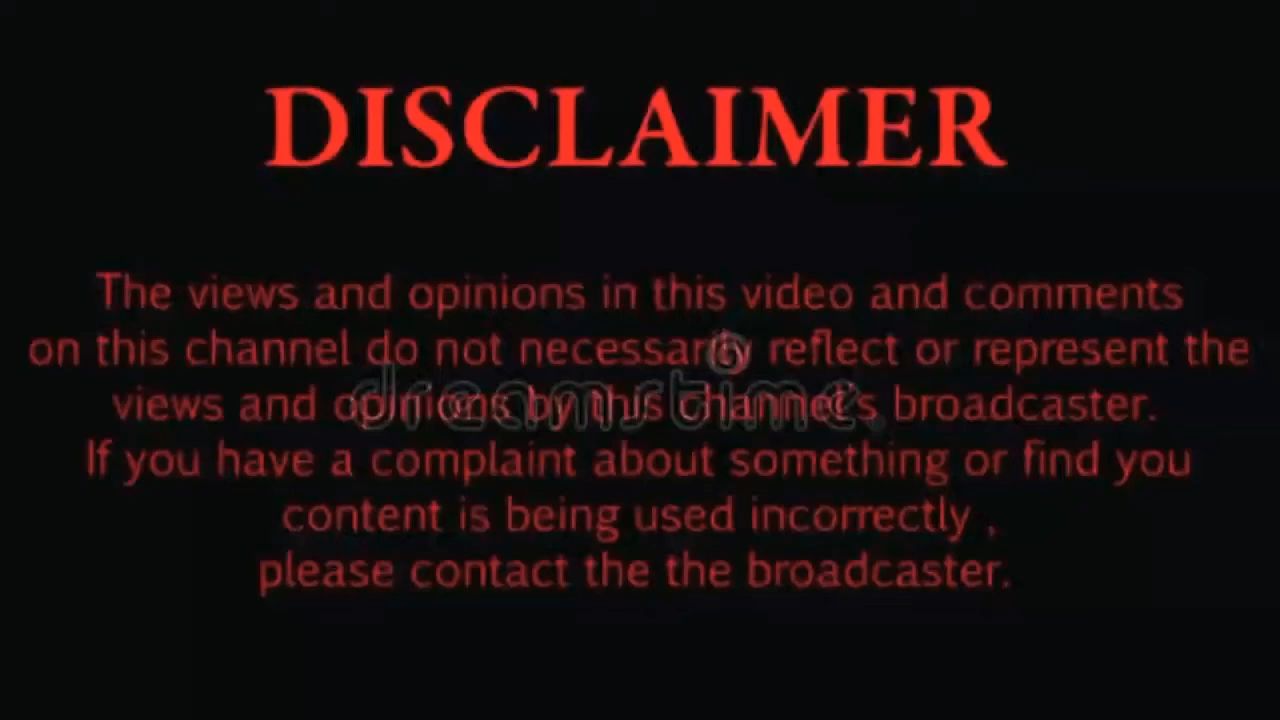 DISCLAIMER
The views and opinions in this video and comments
on this channel do not necessarily reflect or represent the
views and opinions by this channel's broadcaster.
If you have a complaint about something or find you
content is being used incorrectly ,
please contact the the broadcaster.
dreamstime